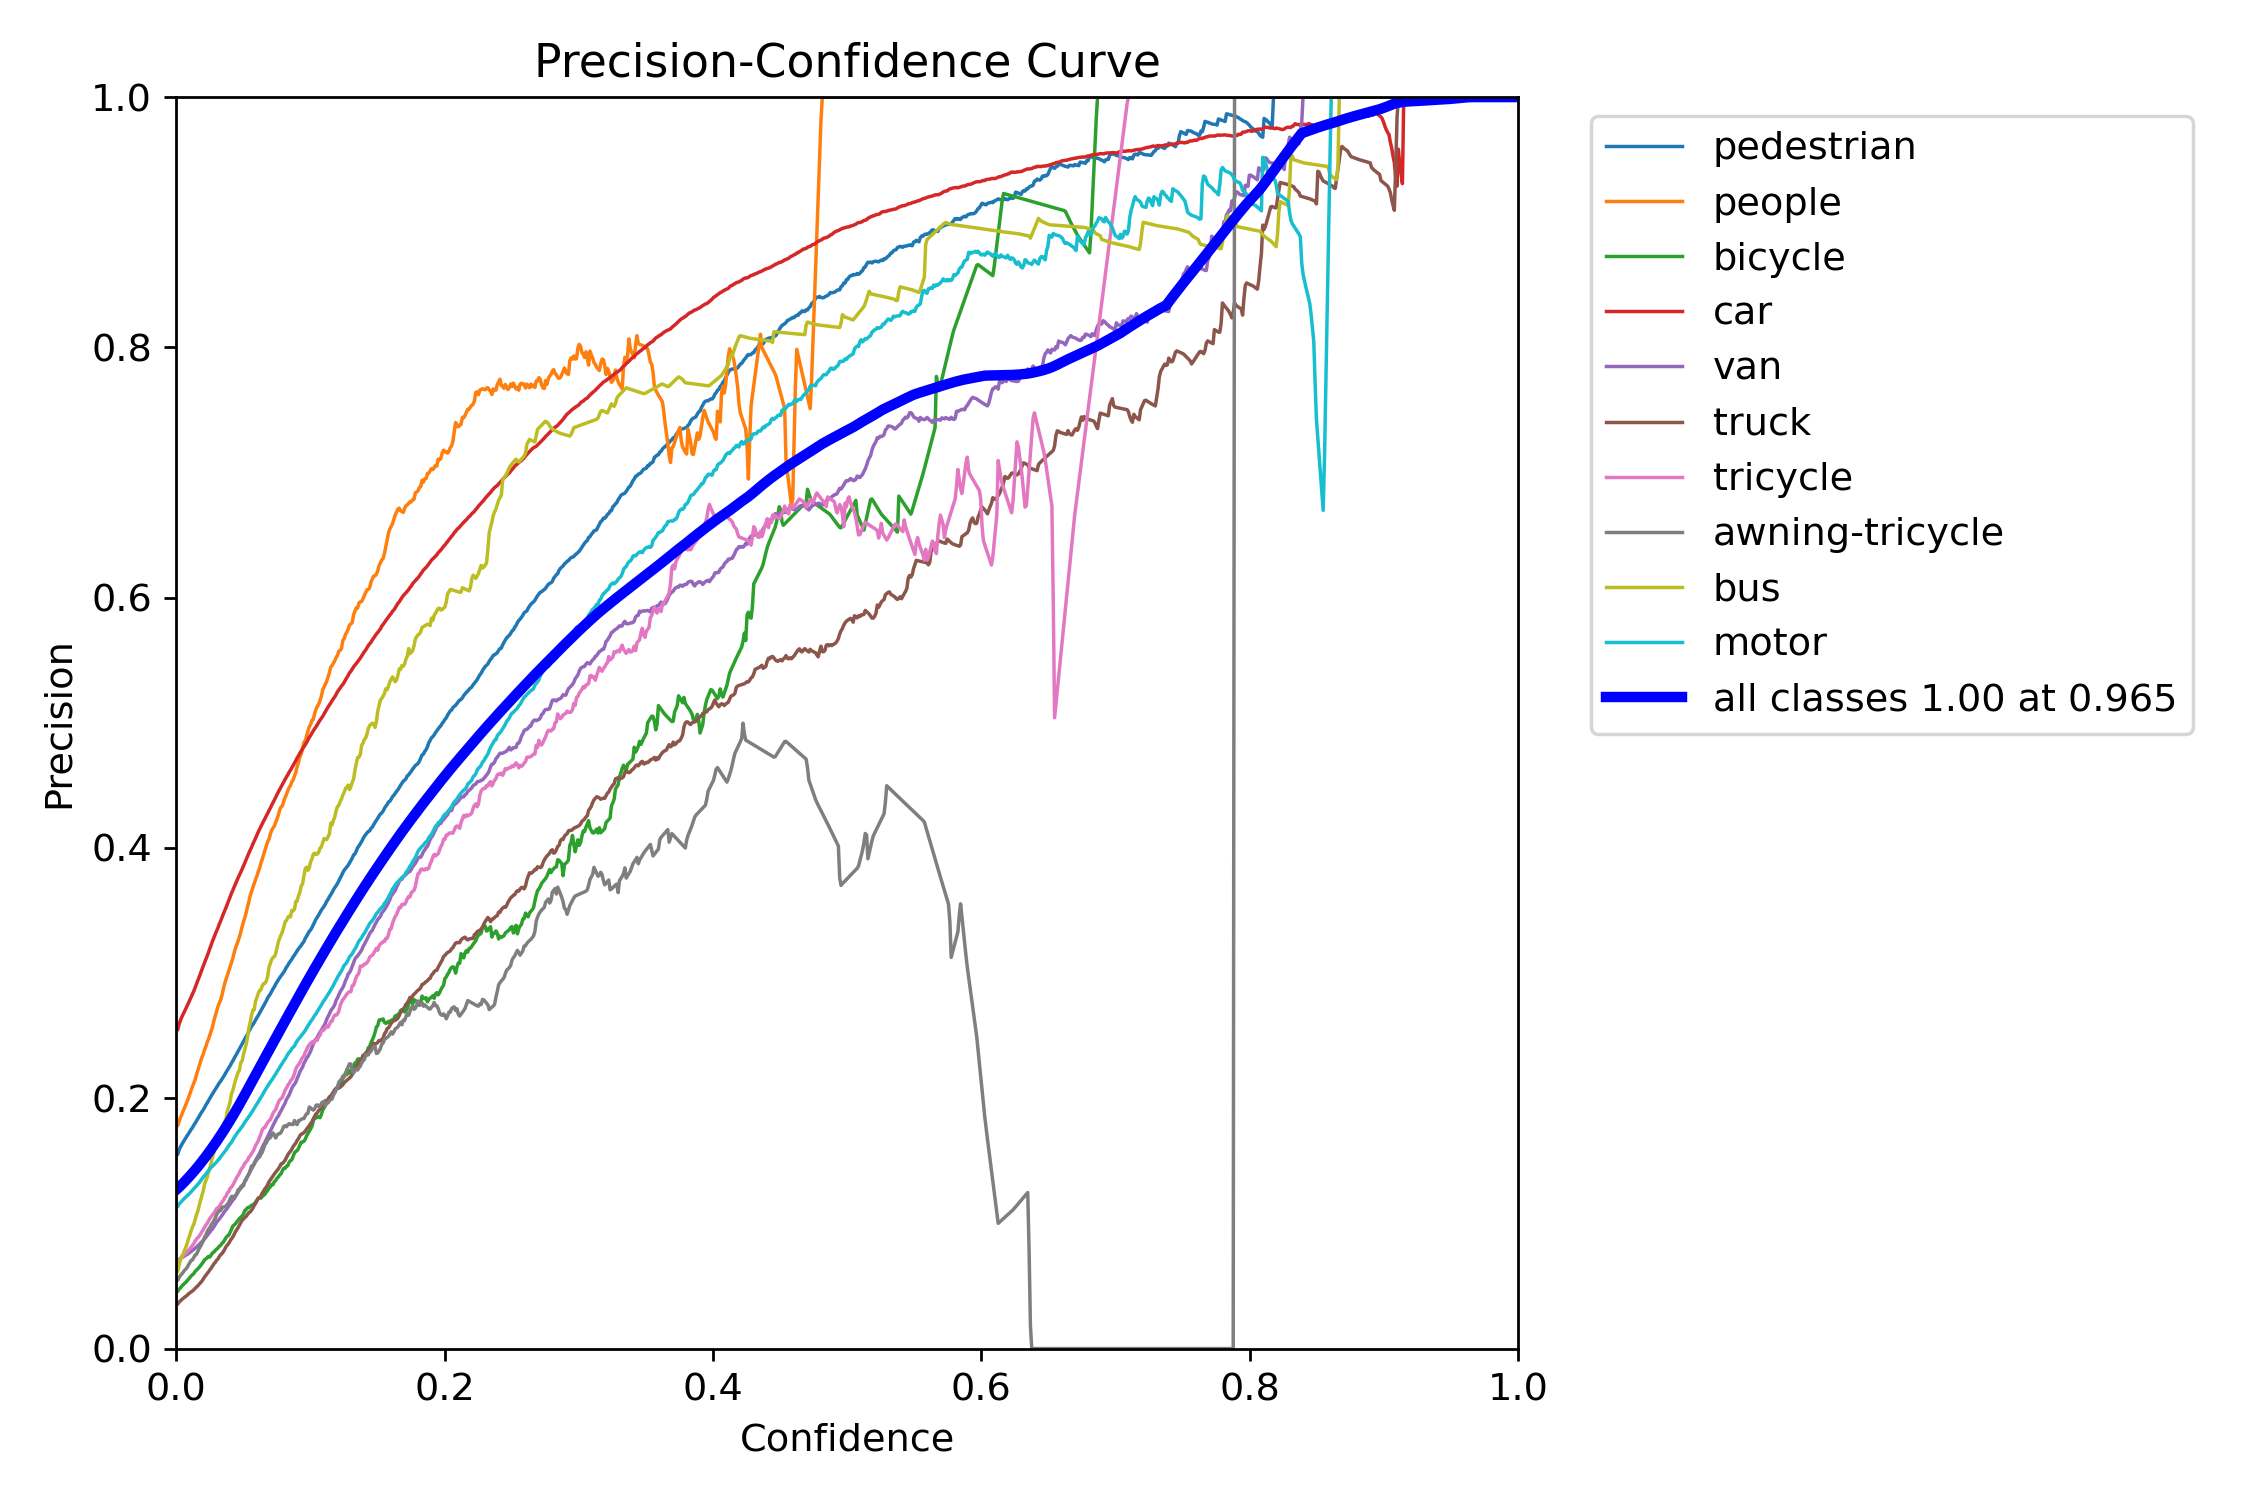 Precision-Confidence Curve
1.0
0.8
0.6
0.4
0.2
0.0
Precision
0.0 0.2 0.4 0.6 0.8 1.0
Confidence
pedestrian
people
bicycle
car
van
truck
tricycle
awning-tricycle
bus
motor
all classes 1.00 at 0.965